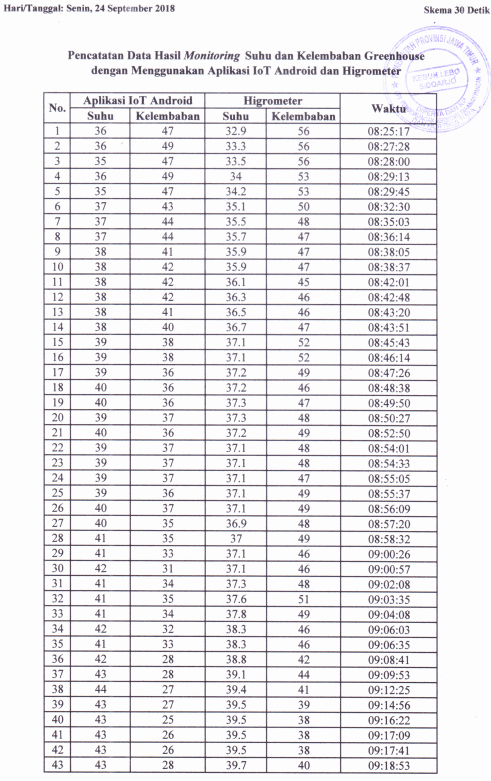 Hari/Tanggal: Senin, 24 September 2018
Skema 30 Detik
PROVINSI JAWA TIMUR
KEBUH LEBO
SIDOARJO
Pencatatan Data Hasil Monitoring Suhu dan Kelembaban Greenhouse
dengan Menggunakan Aplikasi IoT Android dan Higrometer
No. Aplikasi IoT Android Higrometer Waktu
Suhu Kelembaban Suhu Kelembaban
1 36 47 32.9 56 08:25:17
2 36 49 33.3 56 08:27:28
3 35 47 33.5 56 08:28:00
4 36 49 34 53 08:29:13
5 35 47 34.2 53 08:29:45
6 37 43 35.1 50 08:32:30
7 37 44 35.5 48 08:35:03
8 37 44 35.7 47 08:36:14
9 38 41 35.9 47 08:38:05
10 38 42 35.9 47 08:38:37
11 38 42 36.1 45 08:42:01
12 38 42 36.3 46 08:42:48
13 38 41 36.5 46 08:43:20
14 38 40 36.7 47 08:43:51
15 39 38 37.1 52 08:45:43
16 39 38 37.1 52 08:46:14
17 39 36 37.2 49 08:47:26
18 40 36 37.2 46 08:48:38
19 40 36 37.3 47 08:49:50
20 39 37 37.3 48 08:50:27
21 40 36 37.2 49 08:52:50
22 39 37 37.1 48 08:54:01
23 39 37 37.1 48 08:54:33
24 39 37 37.1 47 08:55:05
25 39 36 37.1 49 08:55:37
26 40 37 37.1 49 08:56:09
27 40 35 36.9 48 08:57:20
28 41 35 37 49 08:58:32
29 41 33 37.1 46 09:00:26
30 42 31 37.1 46 09:00:57
31 41 34 37.3 48 09:02:08
32 41 35 37.6 51 09:03:35
33 41 34 37.8 49 09:04:08
34 42 32 38.3 46 09:06:03
35 41 33 38.3 46 09:06:35
36 42 28 38.8 42 09:08:41
37 43 28 39.1 44 09:09:53
38 44 27 39.4 41 09:12:25
39 43 27 39.5 39 09:14:56
40 43 25 39.5 38 09:16:22
41 43 26 39.5 38 09:17:09
42 43 26 39.5 38 09:17:41
43 43 28 39.7 40 09:18:53